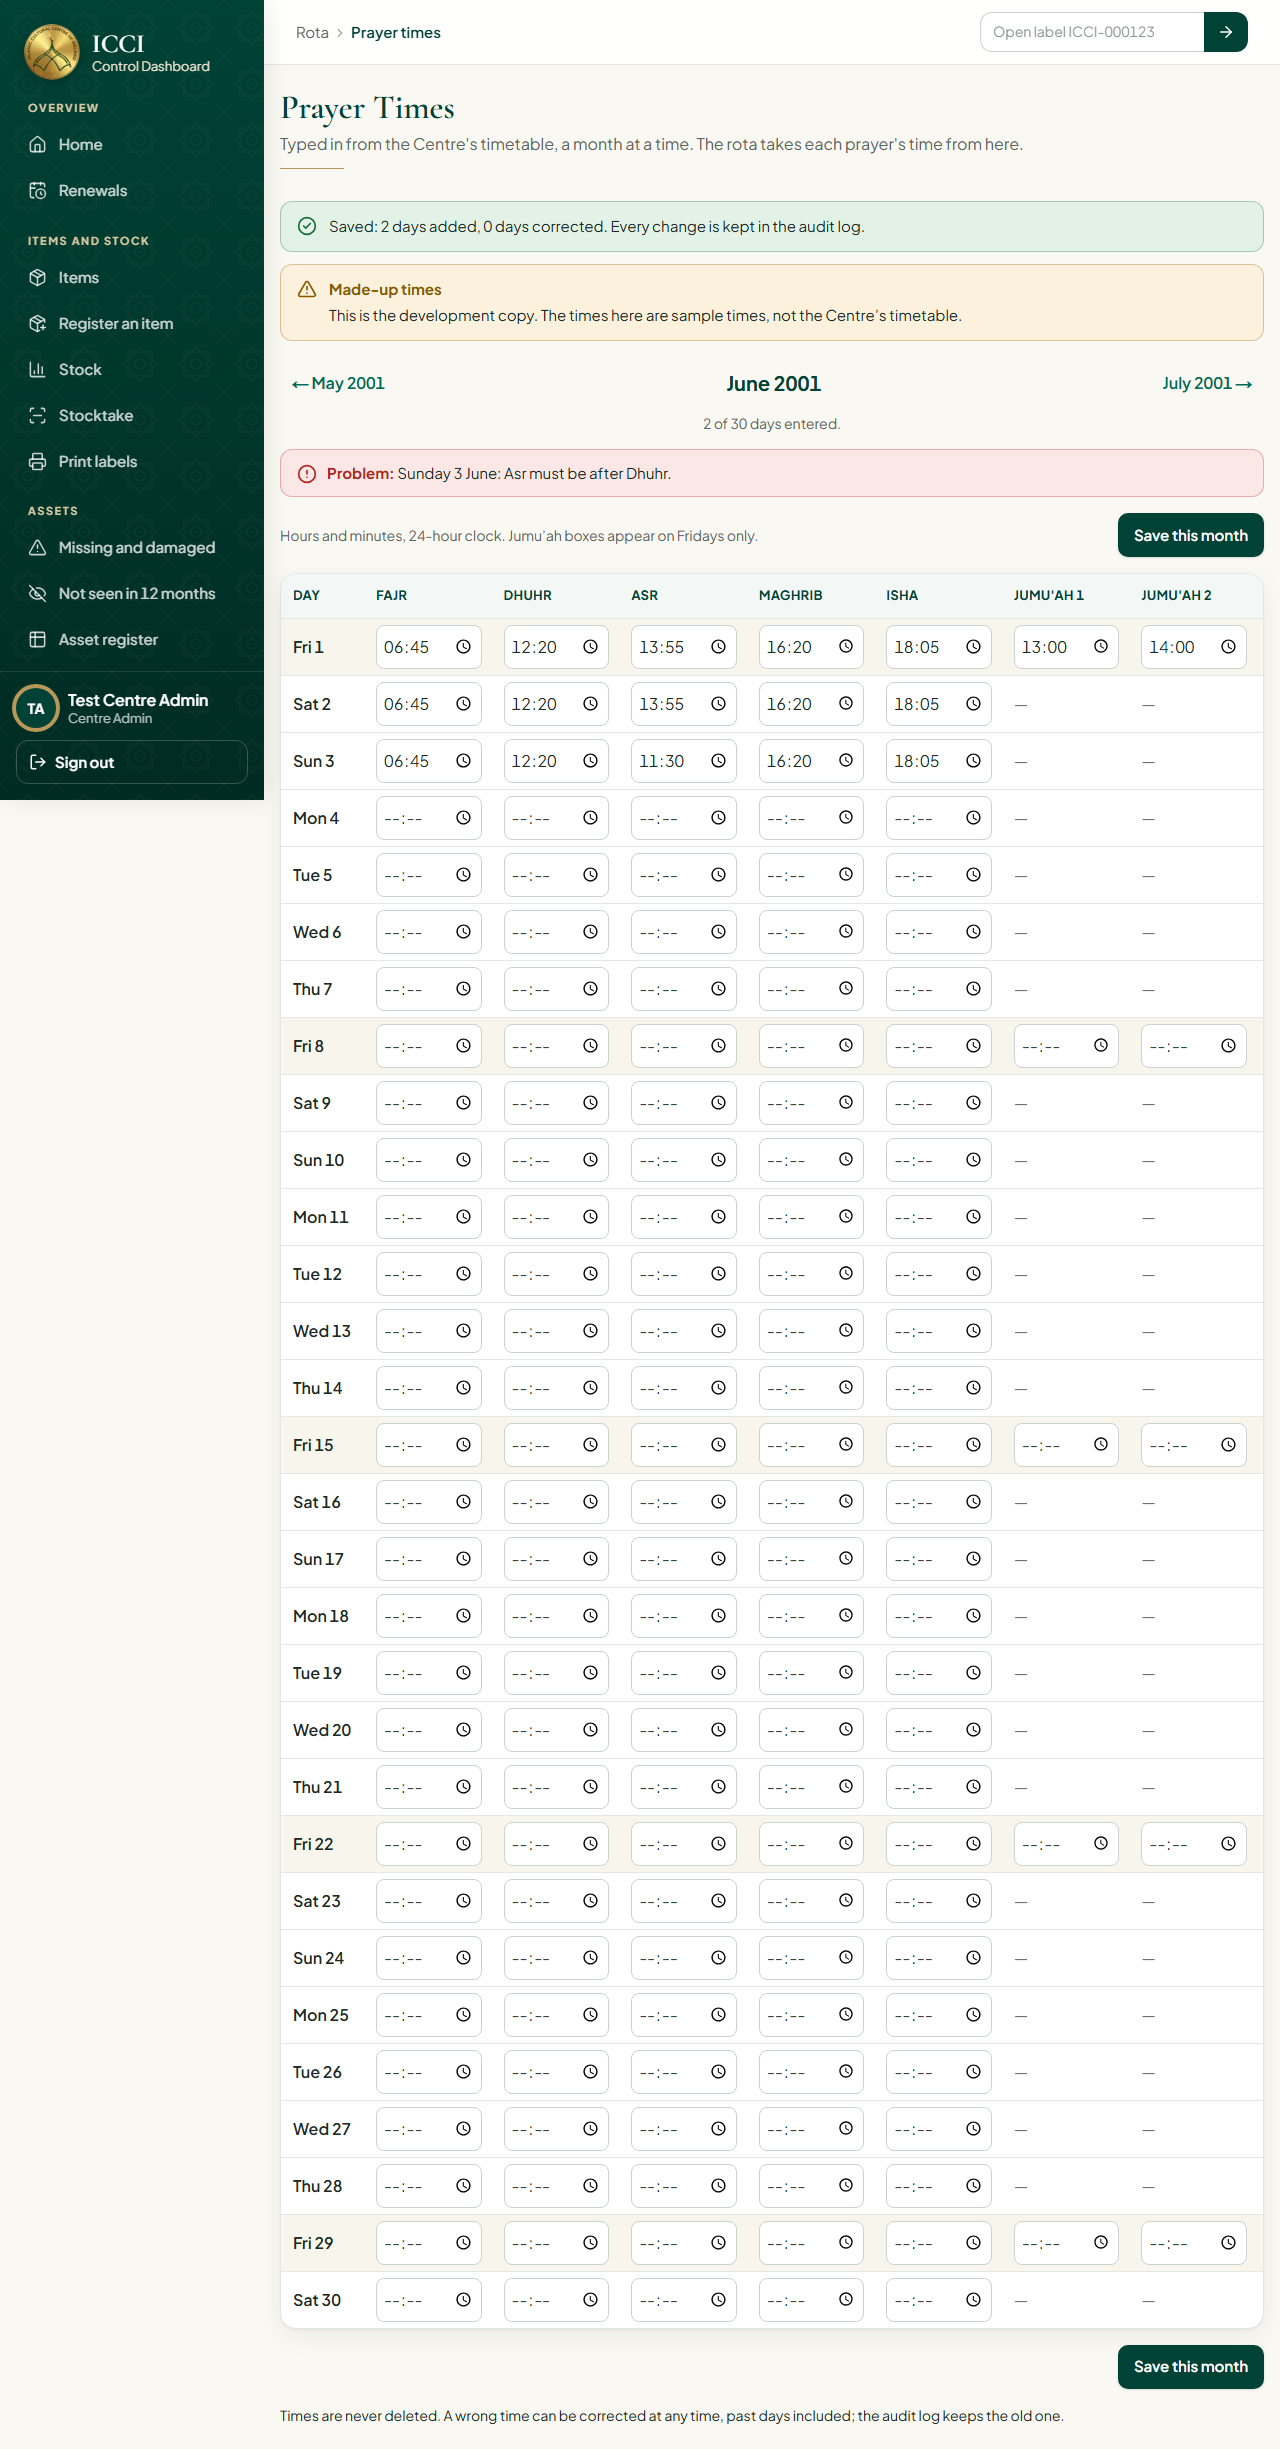 ICCI
Control Dashboard
OVERVIEW
Home
Renewals
ITEMS AND STOCK
Items
Register an item
Stock
Stocktake
Print labels
ASSETS
Missing and damaged
Not seen in 12 months
Asset register
TA
Test Centre Admin
Centre Admin
Sign out
Rota > Prayer times
Open label ICCI-000123
Prayer Times
Typed in from the Centre's timetable, a month at a time. The rota takes each prayer's time from here.
Saved: 2 days added, 0 days corrected. Every change is kept in the audit log.
Made-up times
This is the development copy. The times here are sample times, not the Centre's timetable.
← May 2001 June 2001 July 2001 →
2 of 30 days entered.
Problem: Sunday 3 June: Asr must be after Dhuhr.
Hours and minutes, 24-hour clock. Jumu'ah boxes appear on Fridays only.
Save this month
DAY FAJR DHUHR ASR MAGHRIB ISHA JUMU'AH 1 JUMU'AH 2
Fri 1 06:45 12:20 13:55 16:20 18:05 13:00 14:00
Sat 2 06:45 12:20 13:55 16:20 18:05 — —
Sun 3 06:45 12:20 11:30 16:20 18:05 — —
Mon 4 --:-- --:-- --:-- --:-- --:-- — —
Tue 5 --:-- --:-- --:-- --:-- --:-- — —
Wed 6 --:-- --:-- --:-- --:-- --:-- — —
Thu 7 --:-- --:-- --:-- --:-- --:-- — —
Fri 8 --:-- --:-- --:-- --:-- --:-- --:-- --:--
Sat 9 --:-- --:-- --:-- --:-- --:-- — —
Sun 10 --:-- --:-- --:-- --:-- --:-- — —
Mon 11 --:-- --:-- --:-- --:-- --:-- — —
Tue 12 --:-- --:-- --:-- --:-- --:-- — —
Wed 13 --:-- --:-- --:-- --:-- --:-- — —
Thu 14 --:-- --:-- --:-- --:-- --:-- — —
Fri 15 --:-- --:-- --:-- --:-- --:-- --:-- --:--
Sat 16 --:-- --:-- --:-- --:-- --:-- — —
Sun 17 --:-- --:-- --:-- --:-- --:-- — —
Mon 18 --:-- --:-- --:-- --:-- --:-- — —
Tue 19 --:-- --:-- --:-- --:-- --:-- — —
Wed 20 --:-- --:-- --:-- --:-- --:-- — —
Thu 21 --:-- --:-- --:-- --:-- --:-- — —
Fri 22 --:-- --:-- --:-- --:-- --:-- --:-- --:--
Sat 23 --:-- --:-- --:-- --:-- --:-- — —
Sun 24 --:-- --:-- --:-- --:-- --:-- — —
Mon 25 --:-- --:-- --:-- --:-- --:-- — —
Tue 26 --:-- --:-- --:-- --:-- --:-- — —
Wed 27 --:-- --:-- --:-- --:-- --:-- — —
Thu 28 --:-- --:-- --:-- --:-- --:-- — —
Fri 29 --:-- --:-- --:-- --:-- --:-- --:-- --:--
Sat 30 --:-- --:-- --:-- --:-- --:-- — —
Save this month
Times are never deleted. A wrong time can be corrected at any time, past days included; the audit log keeps the old one.